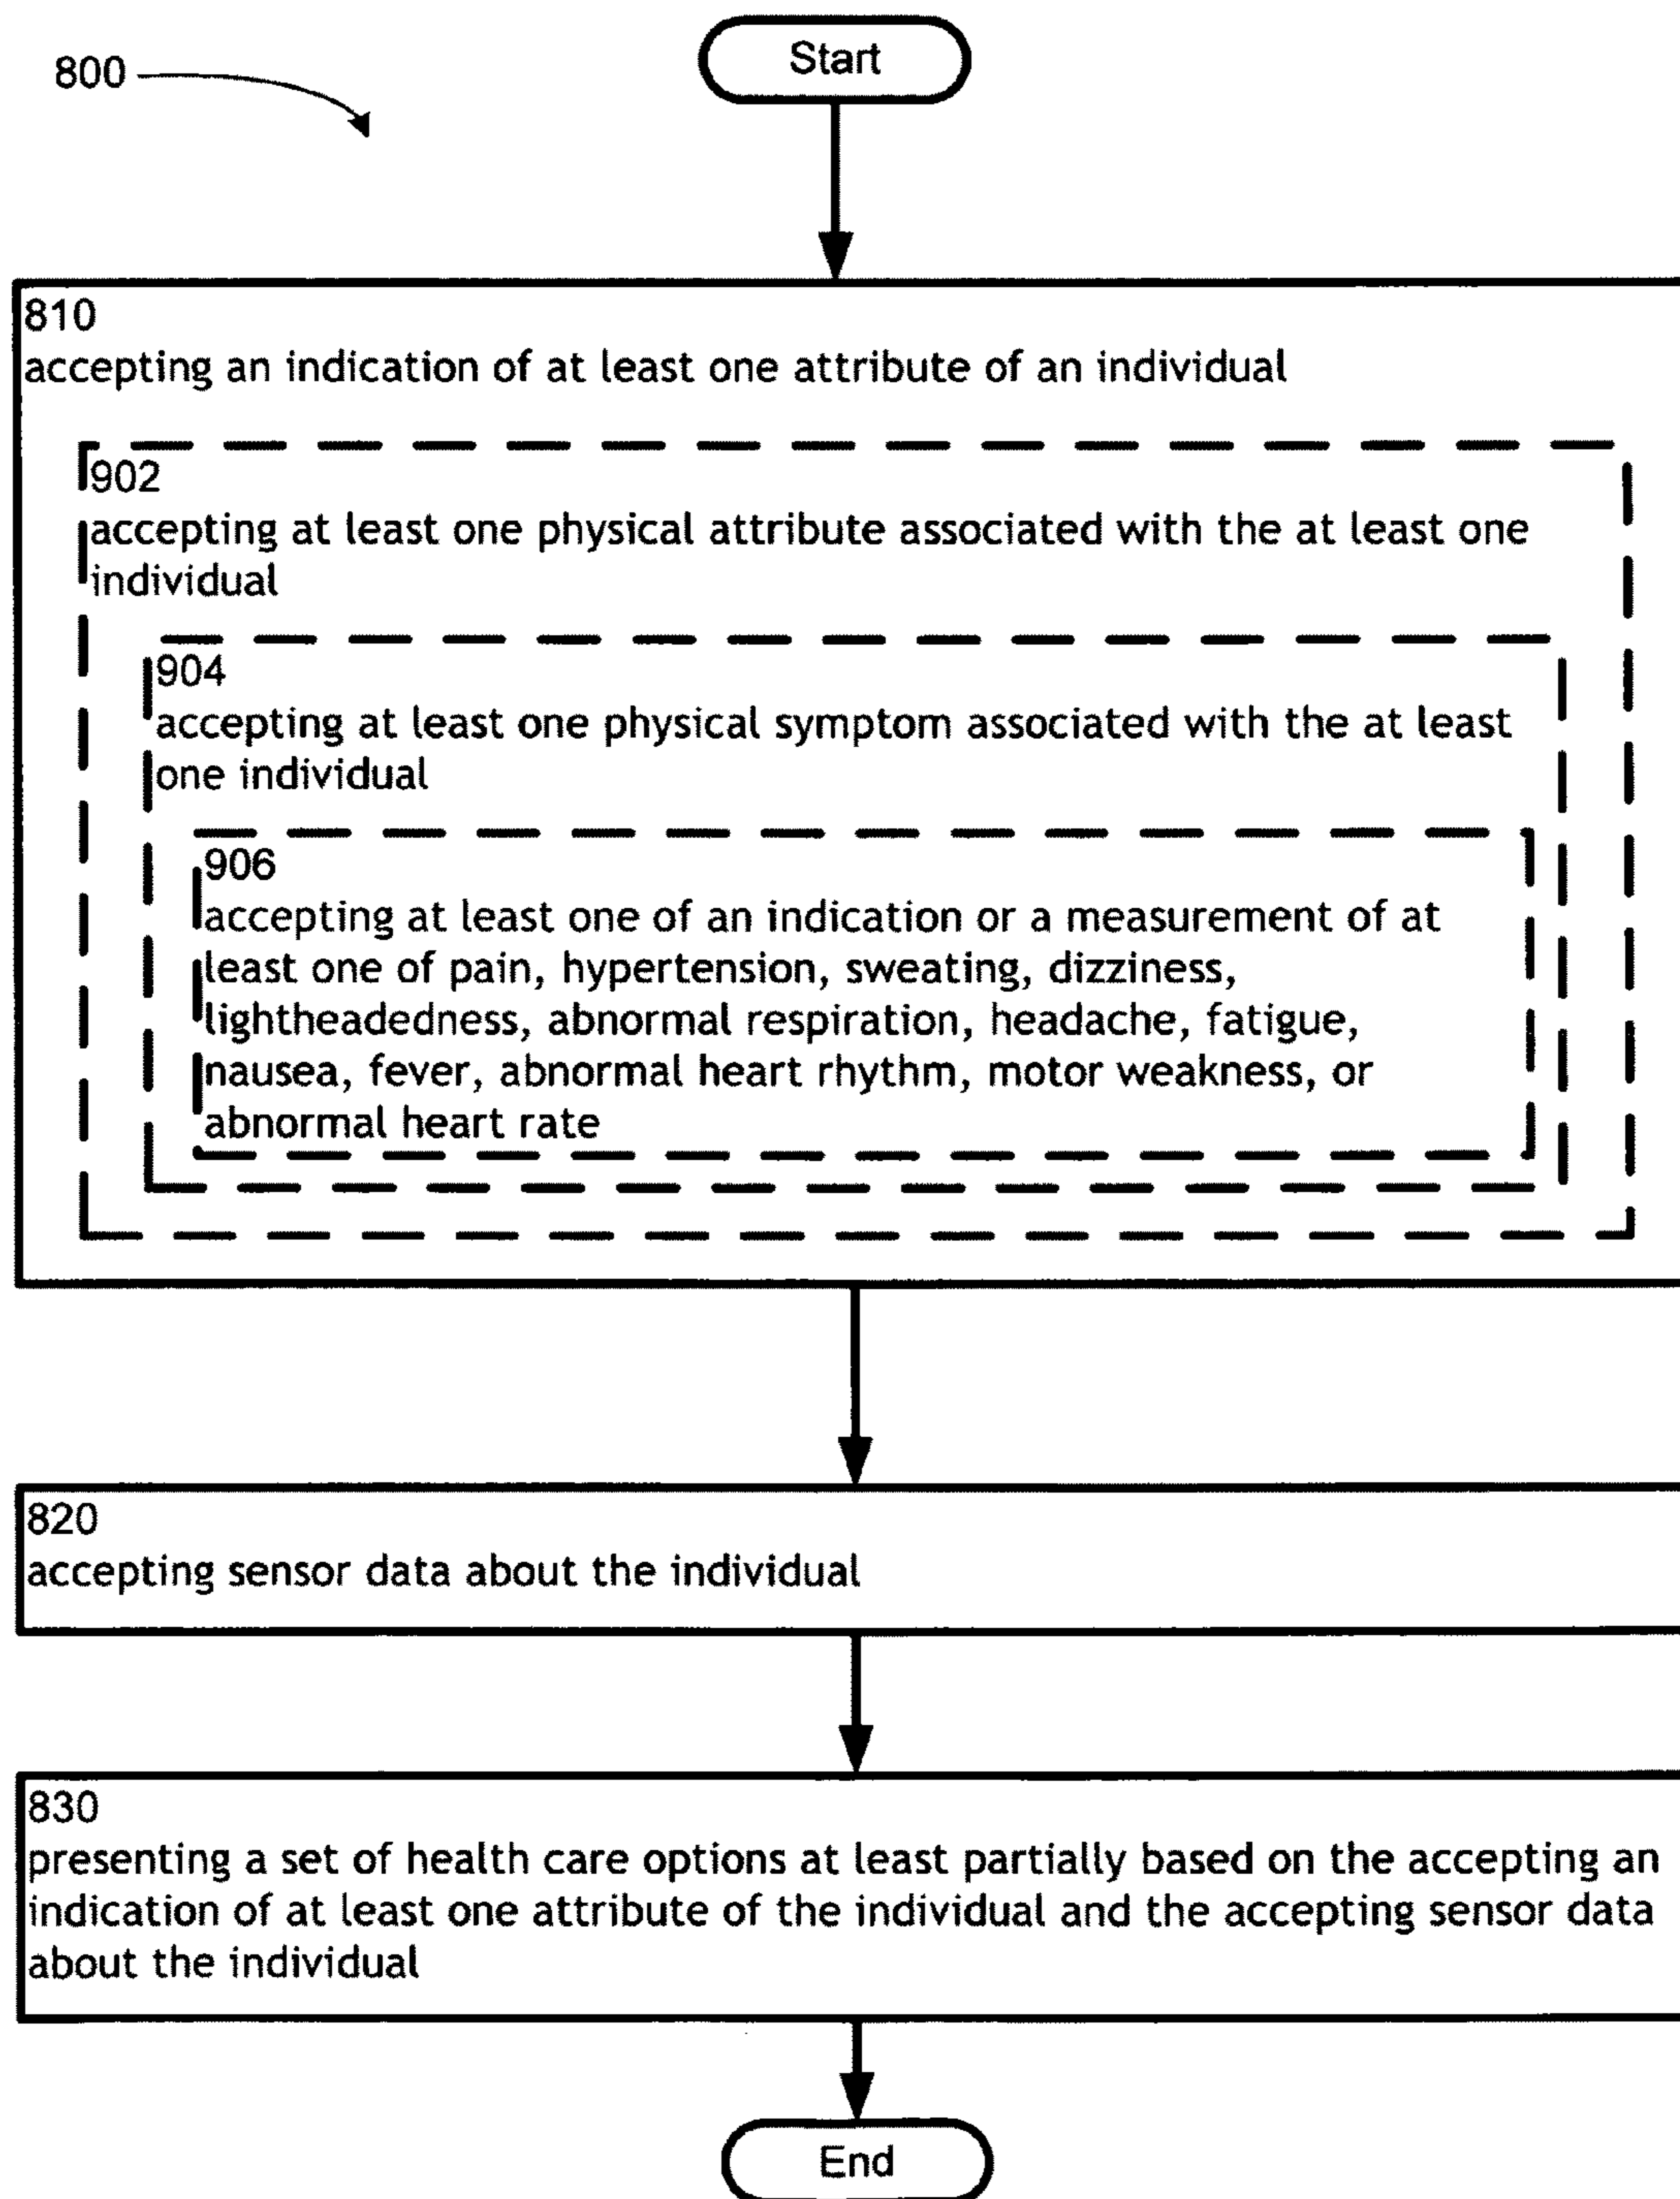 Start
800
810
accepting an indication of at least one attribute of an individual
902
accepting at least one physical attribute associated with the at least one
individual
904
accepting at least one physical symptom associated with the at least
one individual
906
accepting at least one of an indication or a measurement of at
least one of pain, hypertension, sweating, dizziness,
lightheadedness, abnormal respiration, headache, fatigue,
nausea, fever, abnormal heart rhythm, motor weakness, or
abnormal heart rate
820
accepting sensor data about the individual
830
presenting a set of health care options at least partially based on the accepting an
indication of at least one attribute of the individual and the accepting sensor data
about the individual
End